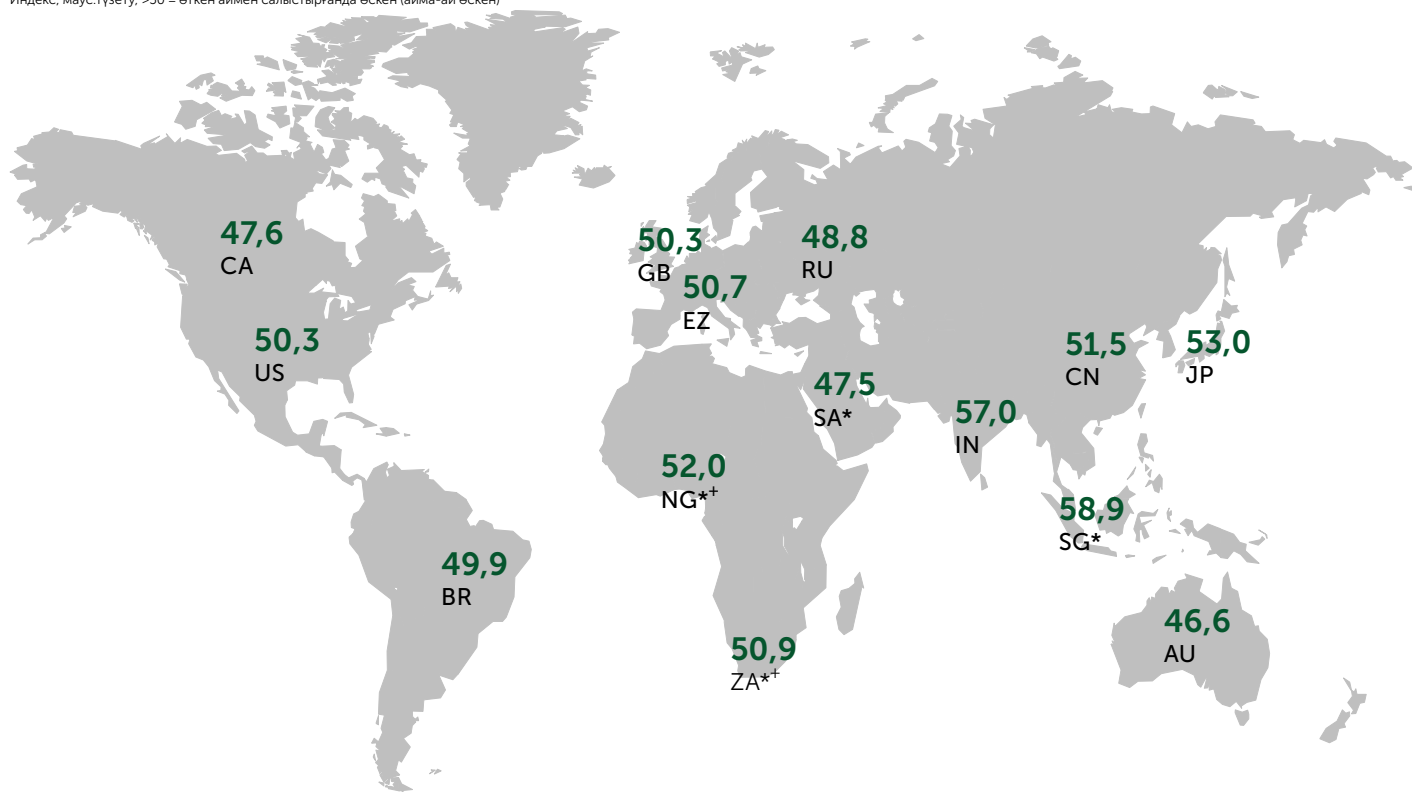 Индекс, маус.түзету, >50 = өткен аймен салыстырғанда өскен (айма-ай өскен)
47,6
CA
50,3
GB
48,8
RU
50,7
EZ
50,3
US
51,5
CN
53,0
JP
47,5
SA*
57,0
IN
52,0
NG*+
58,9
SG*
49,9
BR
46,6
AU
50,9
ZA*+